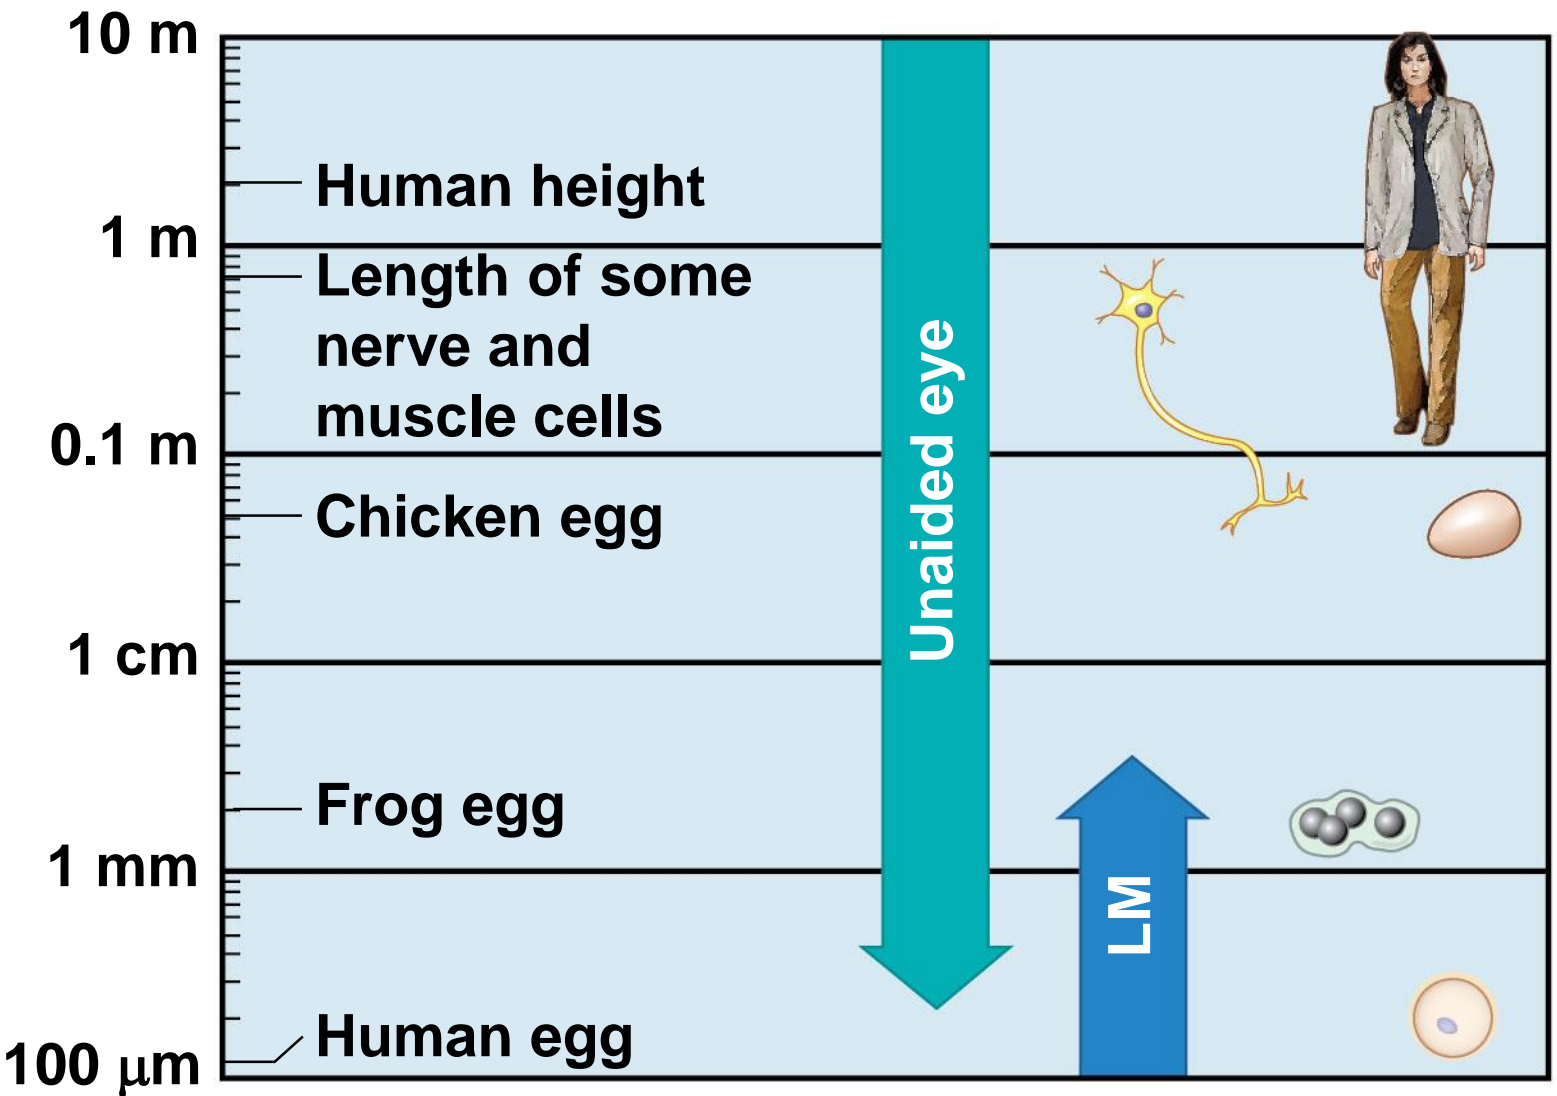 10 m
Human height
1 m
Length of some
nerve and
muscle cells
0.1 m
Chicken egg
1 cm
Frog egg
1 mm
Human egg
100 μm
Unaided eye
LM